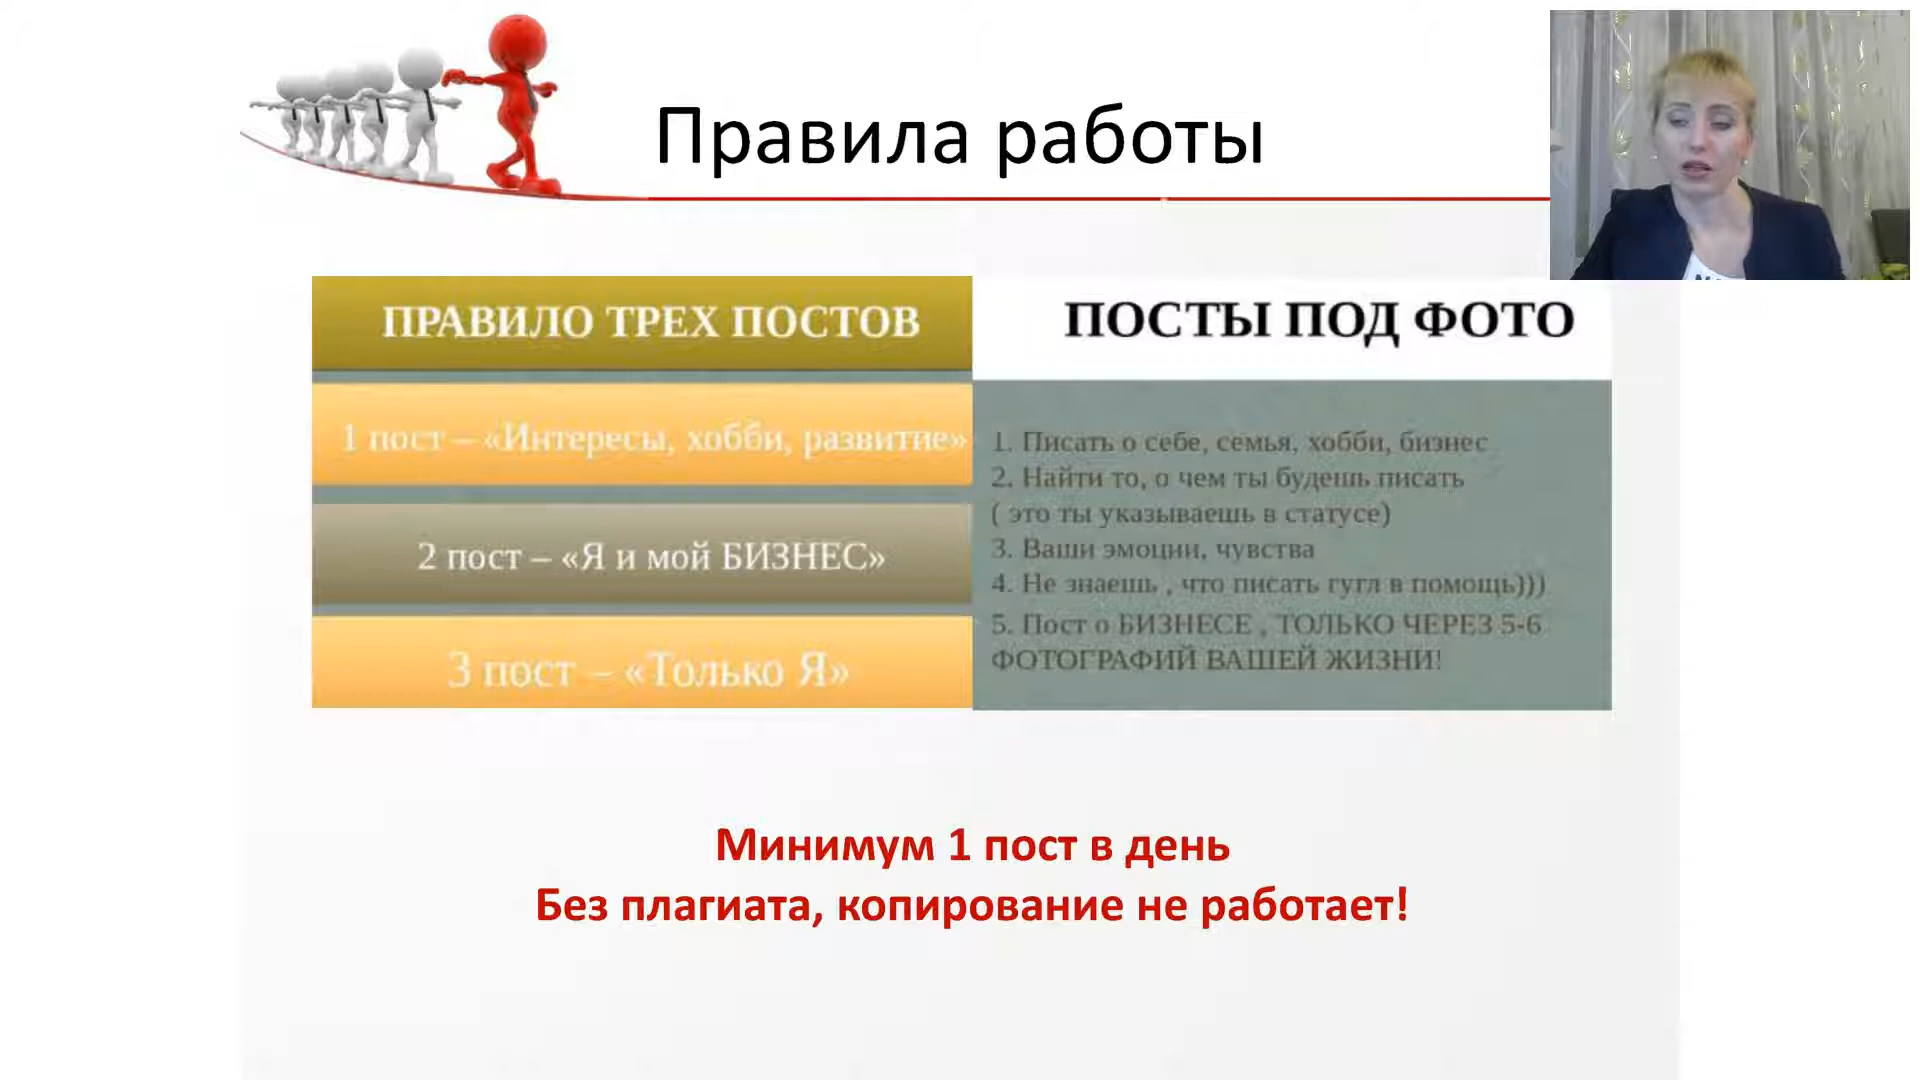 Правила работы
ПРАВИЛО ТРЕХ ПОСТОВ
1 пост – «Интересы, хобби, развитие»
2 пост – «Я и мой БИЗНЕС»
3 пост – «Только Я»
ПОСТЫ ПОД ФОТО
1. Писать о себе, семья, хобби, бизнес
2. Найти то, о чем ты будешь писать
( это ты указываешь в статусе)
3. Ваши эмоции, чувства
4. Не знаешь , что писать гугл в помощь)))
5. Пост о БИЗНЕСЕ , ТОЛЬКО ЧЕРЕЗ 5-6
ФОТОГРАФИЙ ВАШЕЙ ЖИЗНИ!
Минимум 1 пост в день
Без плагиата, копирование не работает!